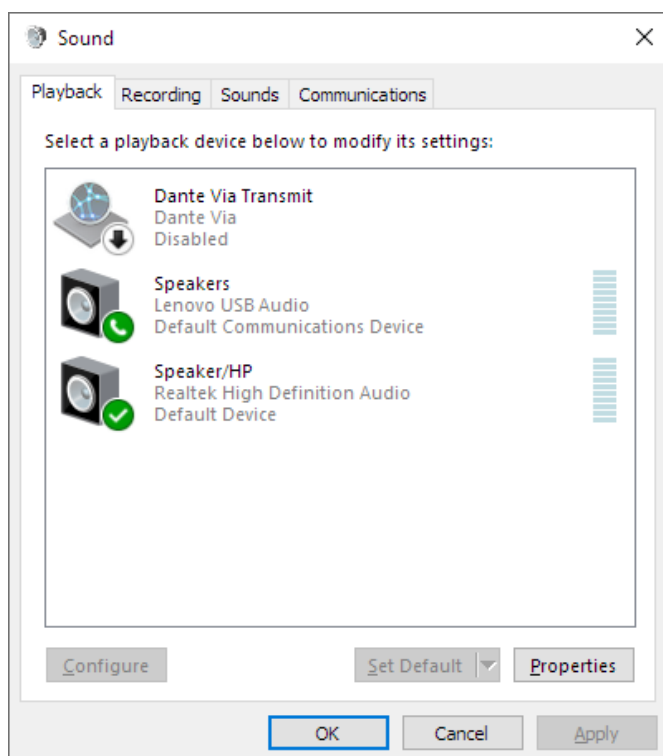 Sound
Playback
Recording
Sounds
Communications
Select a playback device below to modify its settings:
Dante Via Transmit
Dante Via
Disabled
Speakers
Lenovo USB Audio
Default Communications Device
Speaker/HP
Realtek High Definition Audio
Default Device
Configure
Set Default
Properties
OK
Cancel
Apply